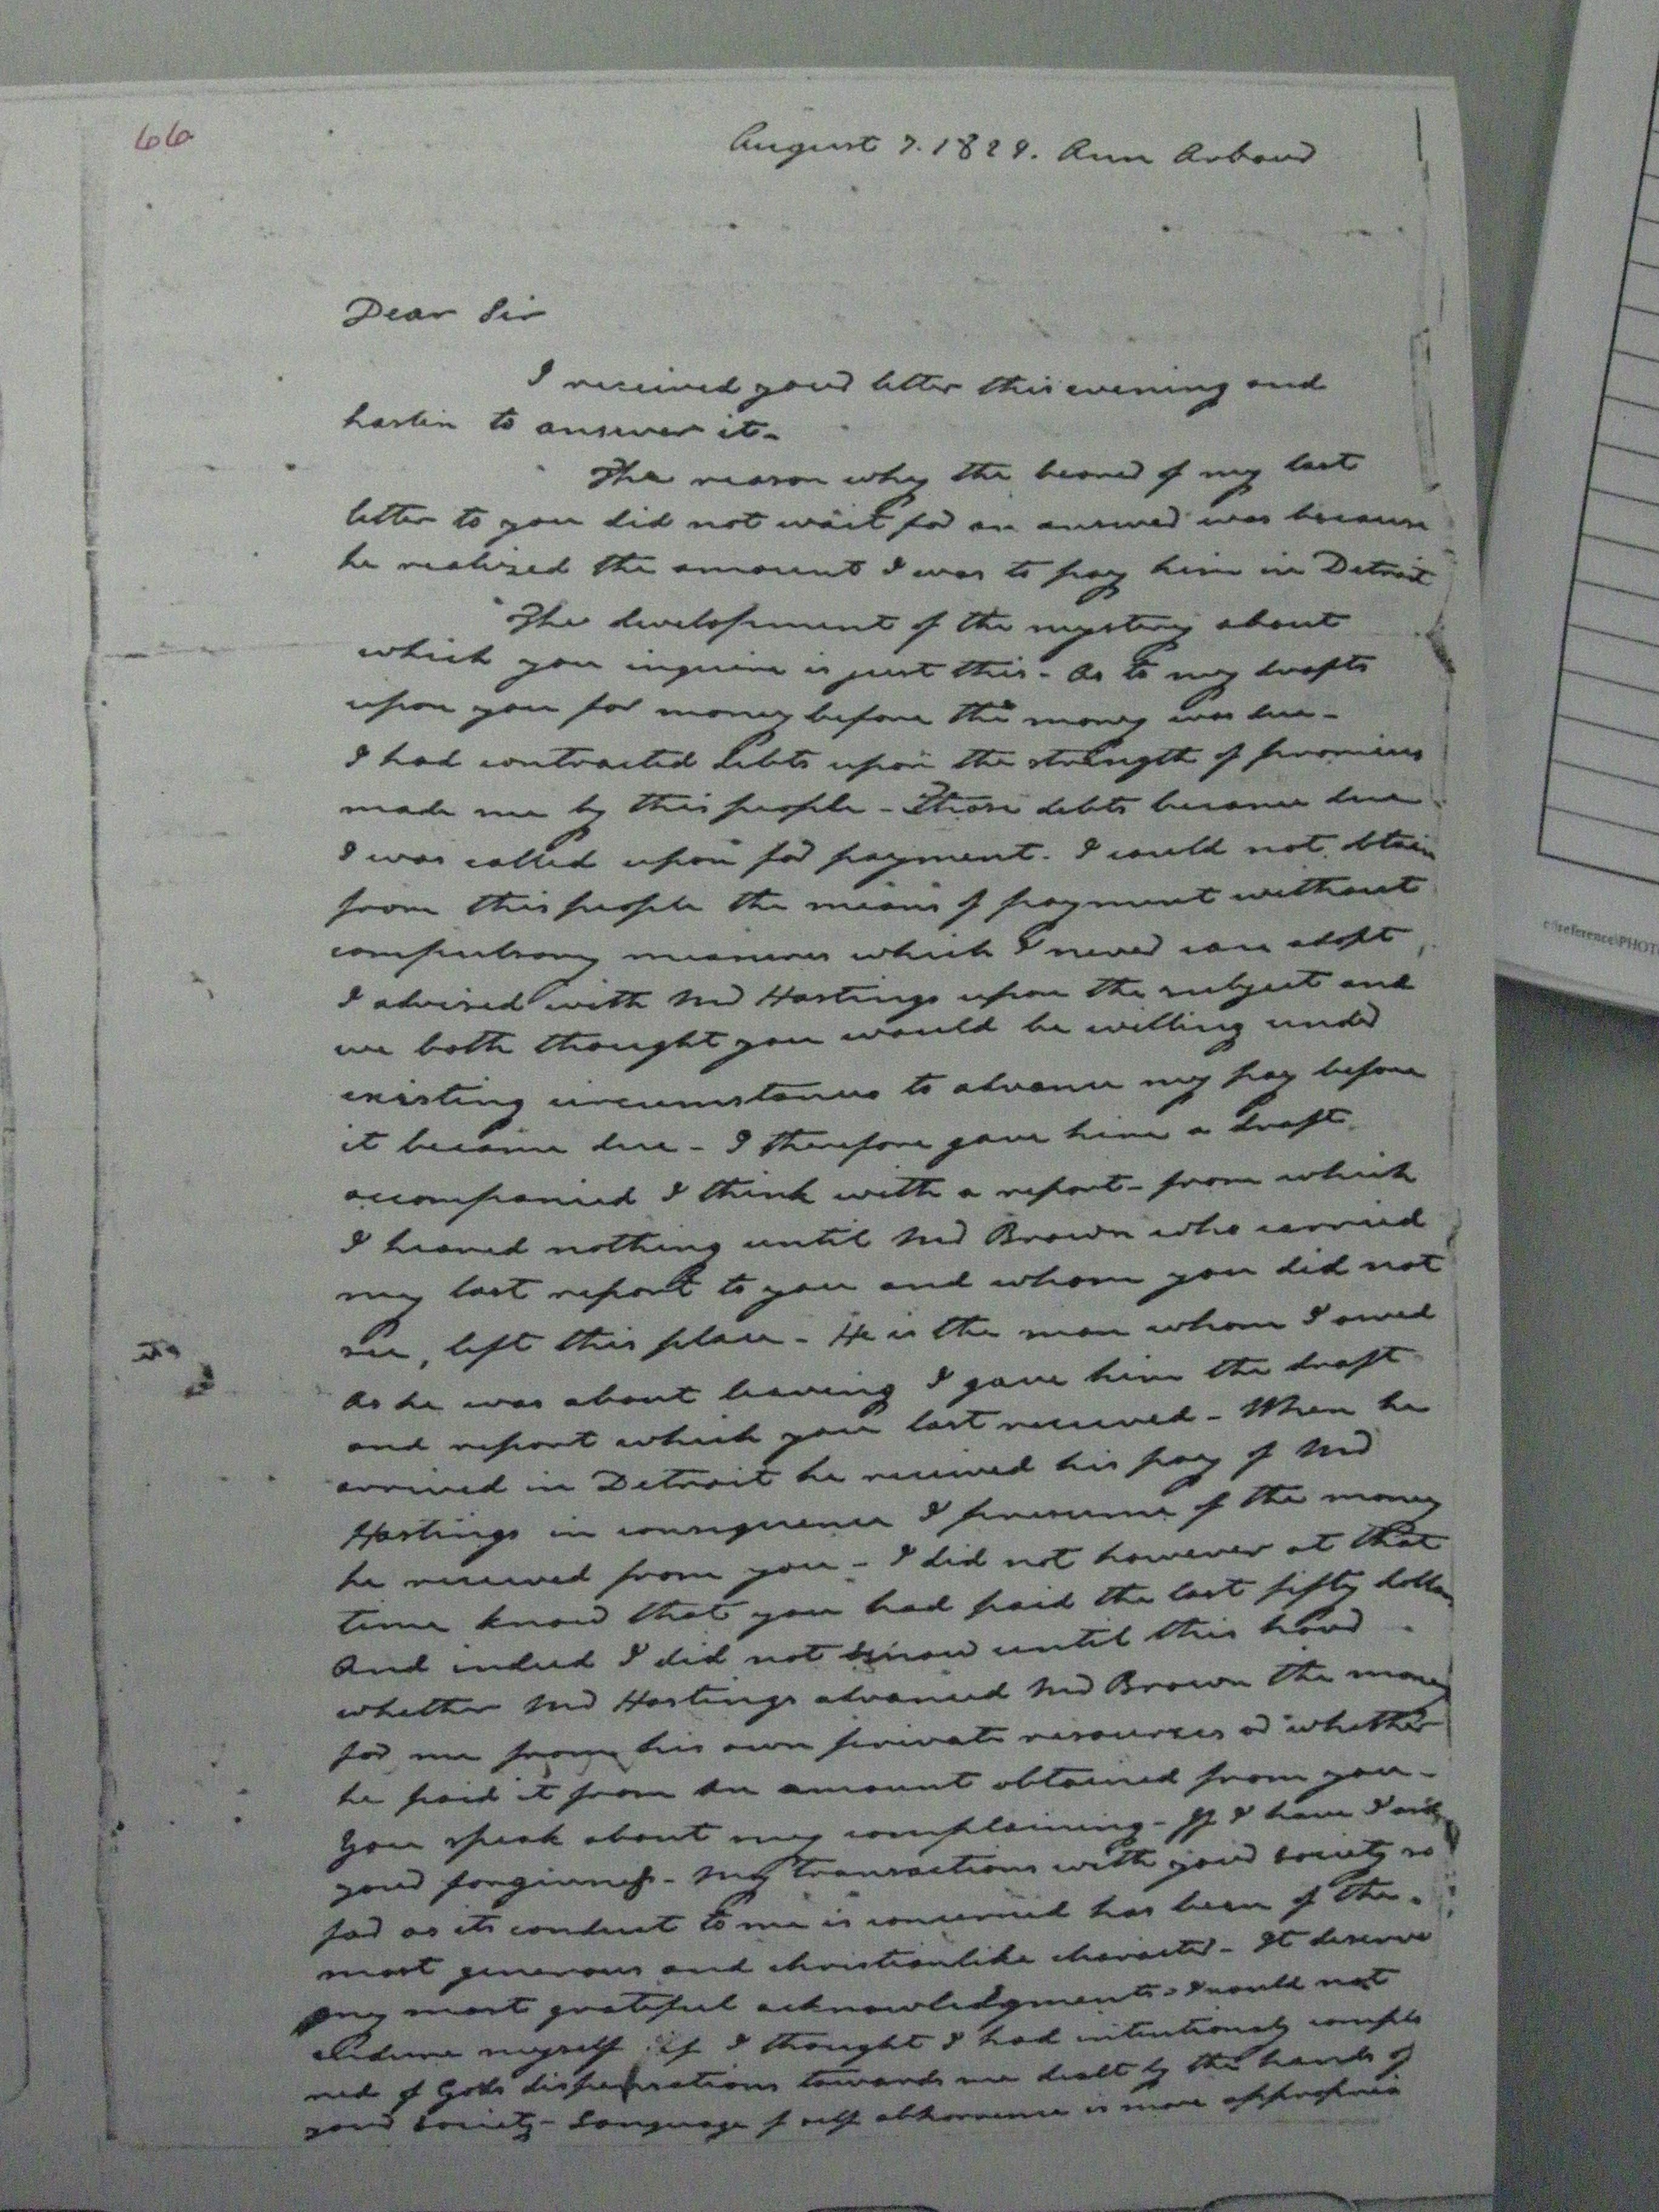 66
August 7. 1829. Ann Arbour
Dear Sir
I received your letter this evening and
hasten to answer it-
The reason why the bearer of my last
letter to you did not wait for an answer was because
he realized the amount I was to pay him in Detroit
The development of the mystery about
which you inquire is just this- As to my drafts
upon you for money before the money was due-
I had contracted debts upon the strength of promises
made me by this people - Those debts became due
I was called upon for payment. I could not obtain
from this people the means of payment without
compulsory measures which I never can adopt,
I advised with Mr Hastings upon the subject and
we both thought you would be willing under
existing circumstances to advance my pay before
it became due - I therefore gave him a draft
accompanied I think with a report- from which
I heared nothing until Mr Brown who carried
my last report to you and whom you did not
see, left this place - He is the man whom I owed
As he was about leaving I gave him the draft
and report which you last received - When he
arrived in Detroit he received his pay of Mr
Hastings in consequence I presume of the money
he received from you - I did not however at that
time know that you had paid the last fifty dollars
And indeed I did not know until this hour
whether Mr Hastings advanced Mr Brown the money
for me from his own private resources or whether
he paid it from an amount obtained from you-
You speak about my complaining - If I have I ask
your forgiveness - My transactions with your society so
far as its conduct to me is concerned has been of the
most generous and christianlike character- It deserves
my most grateful acknowledgments - I would not
endure myself if I thought I had intentionally complai
ned of Gods dispensations towards me dealt by the hands of
your society- Language of self abhorrence is more appropria
c:\reference\PHOT